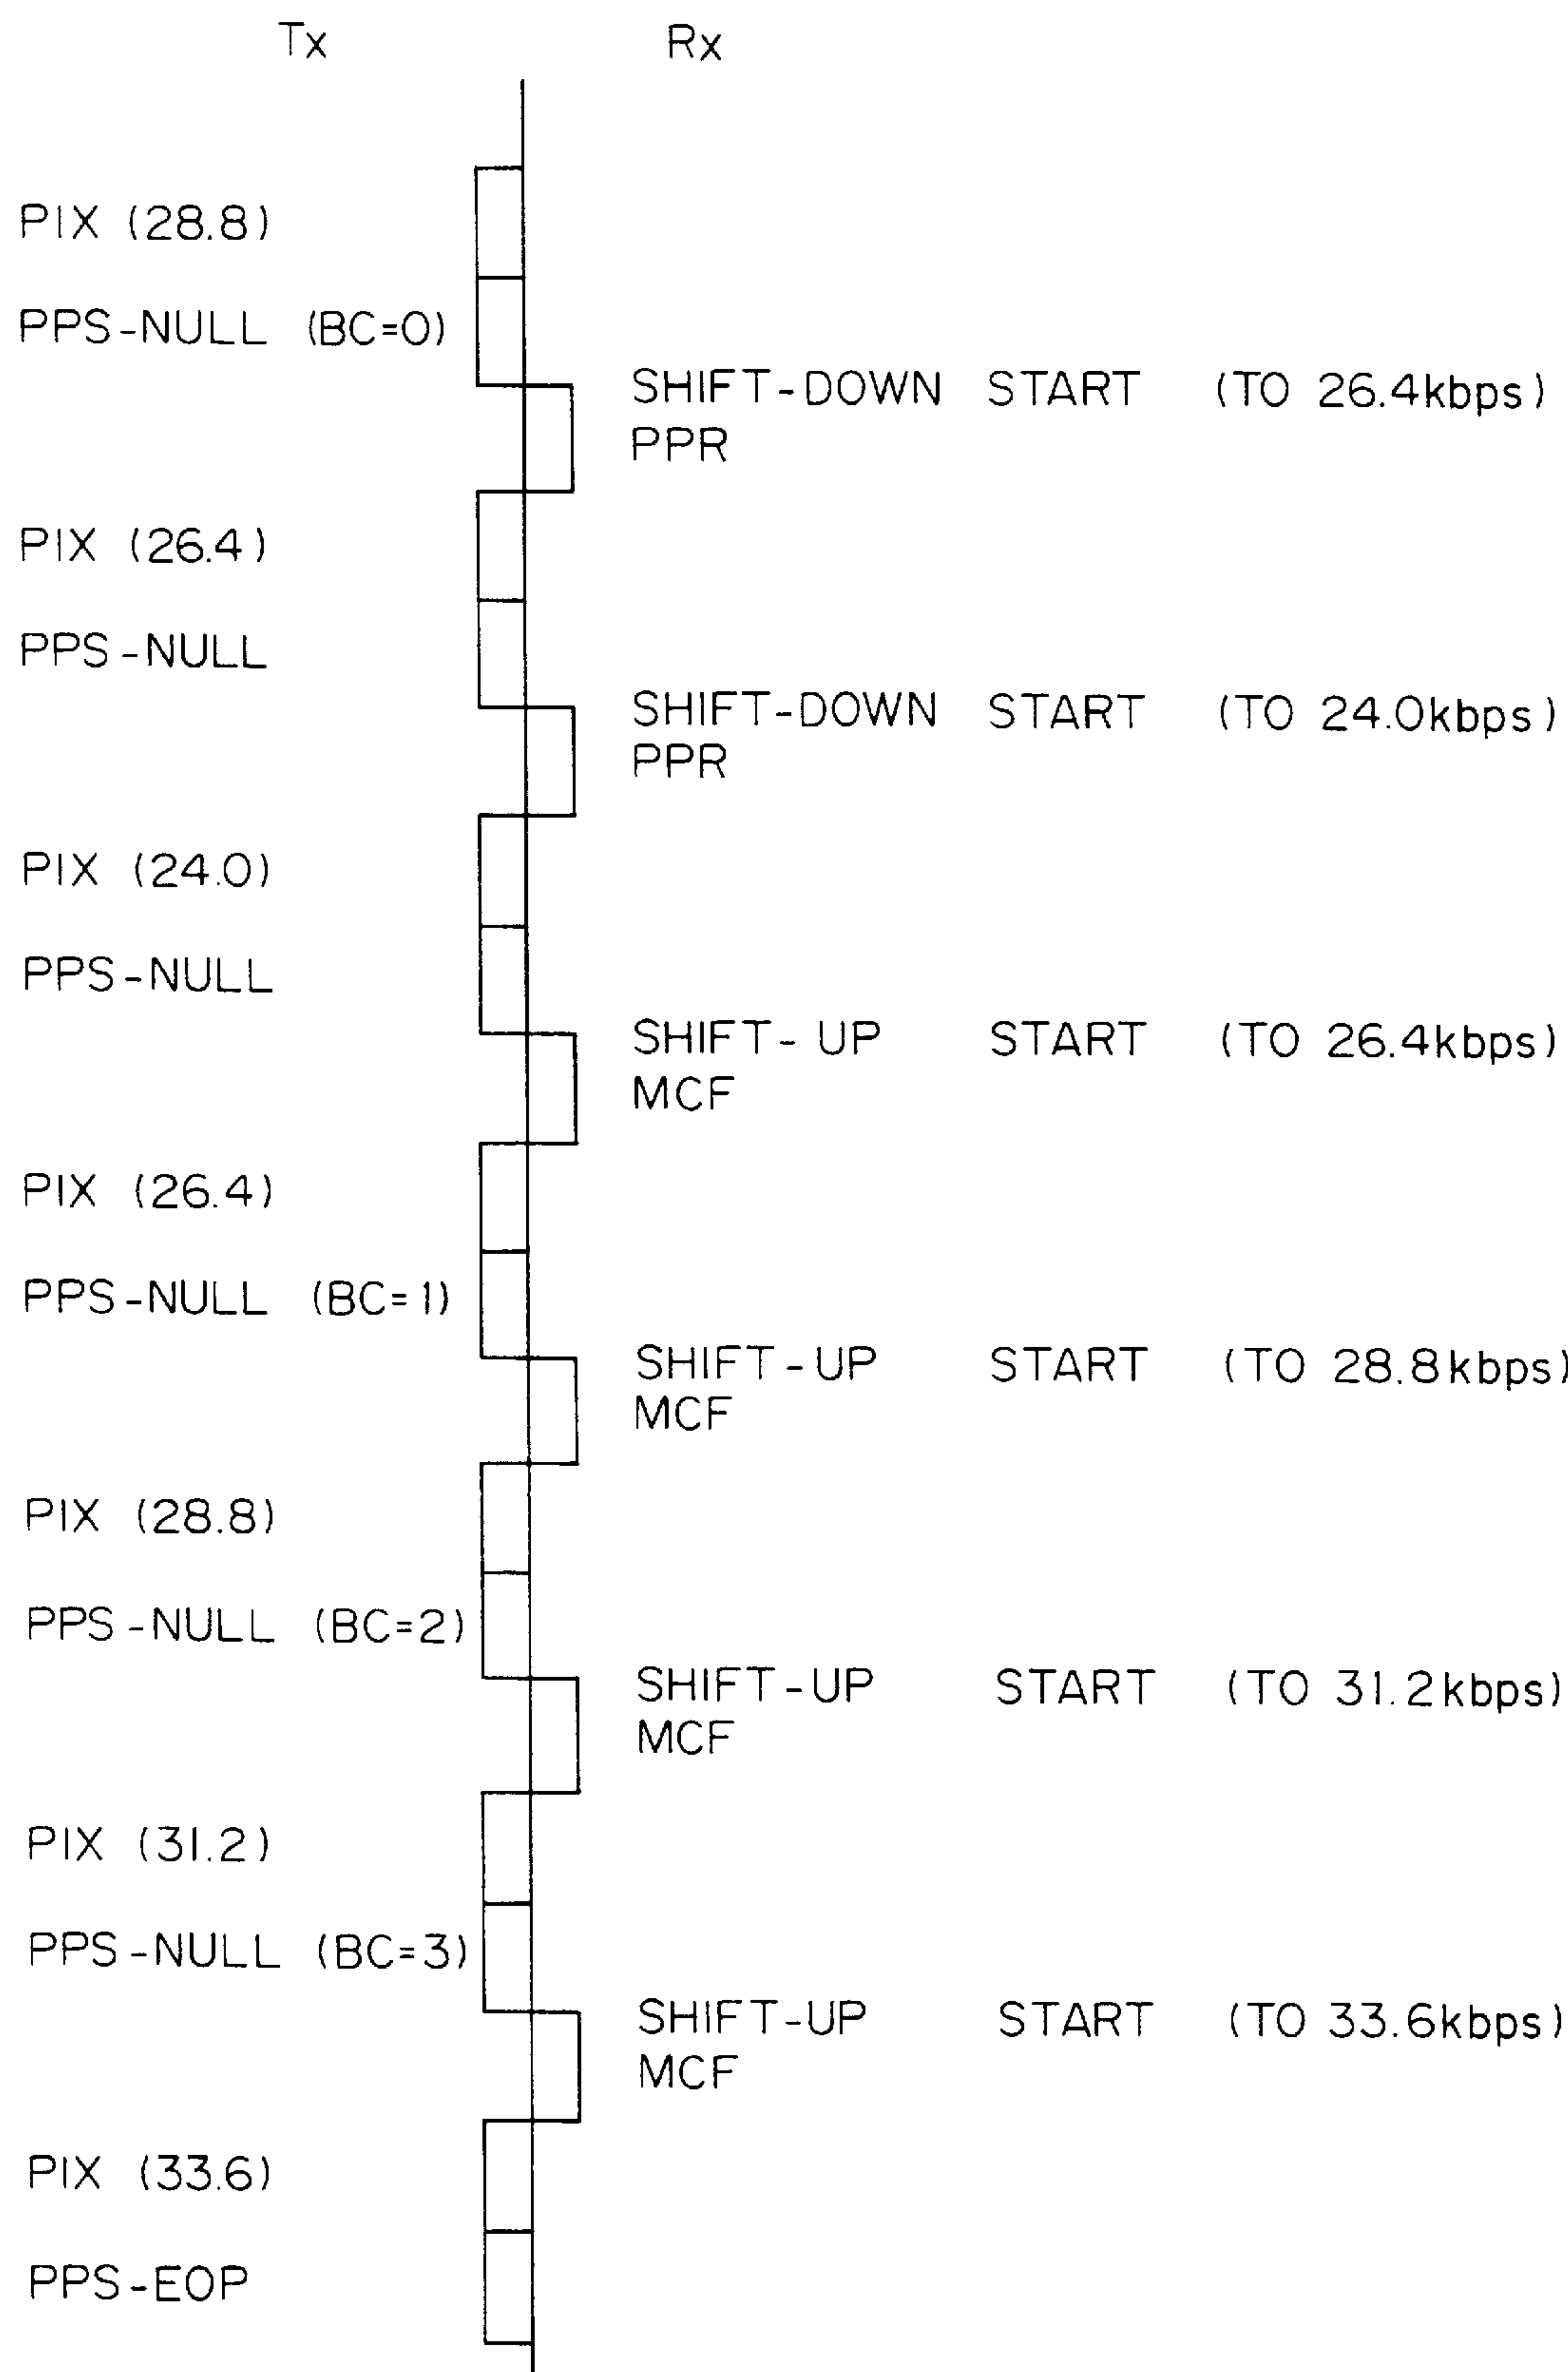 Tx Rx
PIX (28.8)
PPS-NULL (BC=0)
SHIFT-DOWN START (TO 26.4kbps)
PPR
PIX (26.4)
PPS-NULL
SHIFT-DOWN START (TO 24.0kbps)
PPR
PIX (24.0)
PPS-NULL
SHIFT-UP START (TO 26.4kbps)
MCF
PIX (26.4)
PPS-NULL (BC=1)
SHIFT-UP START (TO 28.8kbps)
MCF
PIX (28.8)
PPS-NULL (BC=2)
SHIFT-UP START (TO 31.2kbps)
MCF
PIX (31.2)
PPS-NULL (BC=3)
SHIFT-UP START (TO 33.6kbps)
MCF
PIX (33.6)
PPS-EOP